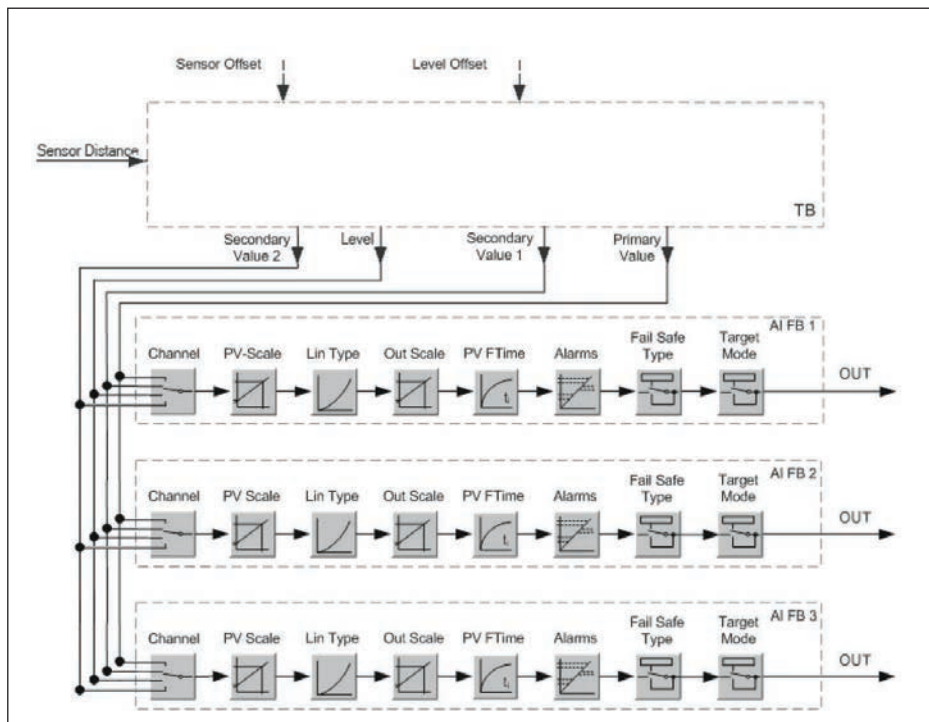 Sensor Offset
Level Offset
Sensor Distance
TB
Secondary
Value 2
Level
Secondary
Value 1
Primary
Value
AI FB 1
Channel
PV-Scale
Lin Type
Out Scale
PV FTime
Alarms
Fail Safe
Type
Target
Mode
OUT
AI FB 2
Channel
PV Scale
Lin Type
Out Scale
PV FTime
Alarms
Fail Safe
Type
Target
Mode
OUT
AI FB 3
Channel
PV Scale
Lin Type
Out Scale
PV FTime
Alarms
Fail Safe
Type
Target
Mode
OUT